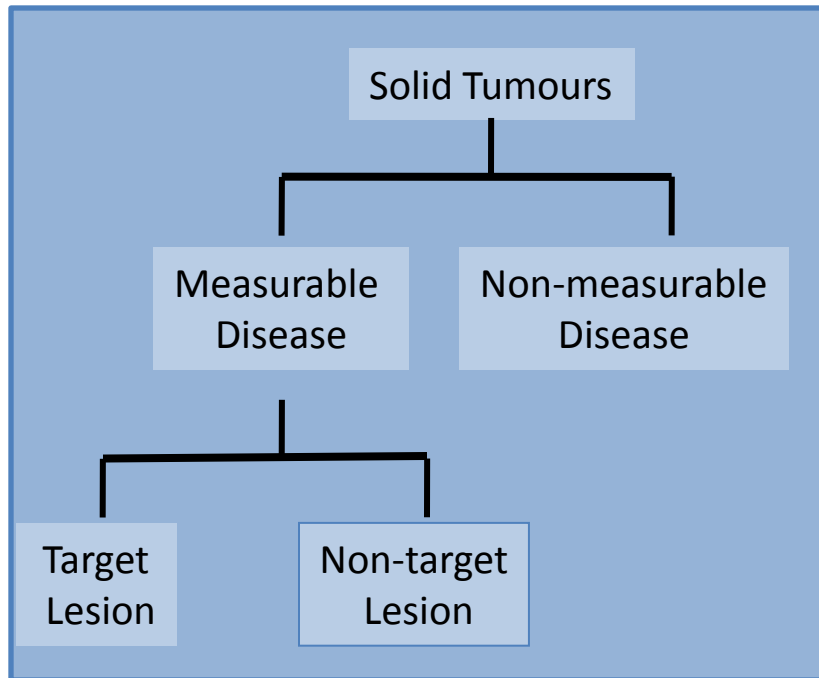 Solid Tumours
Measurable
Disease
Non-measurable
Disease
Target
Lesion
Non-target
Lesion